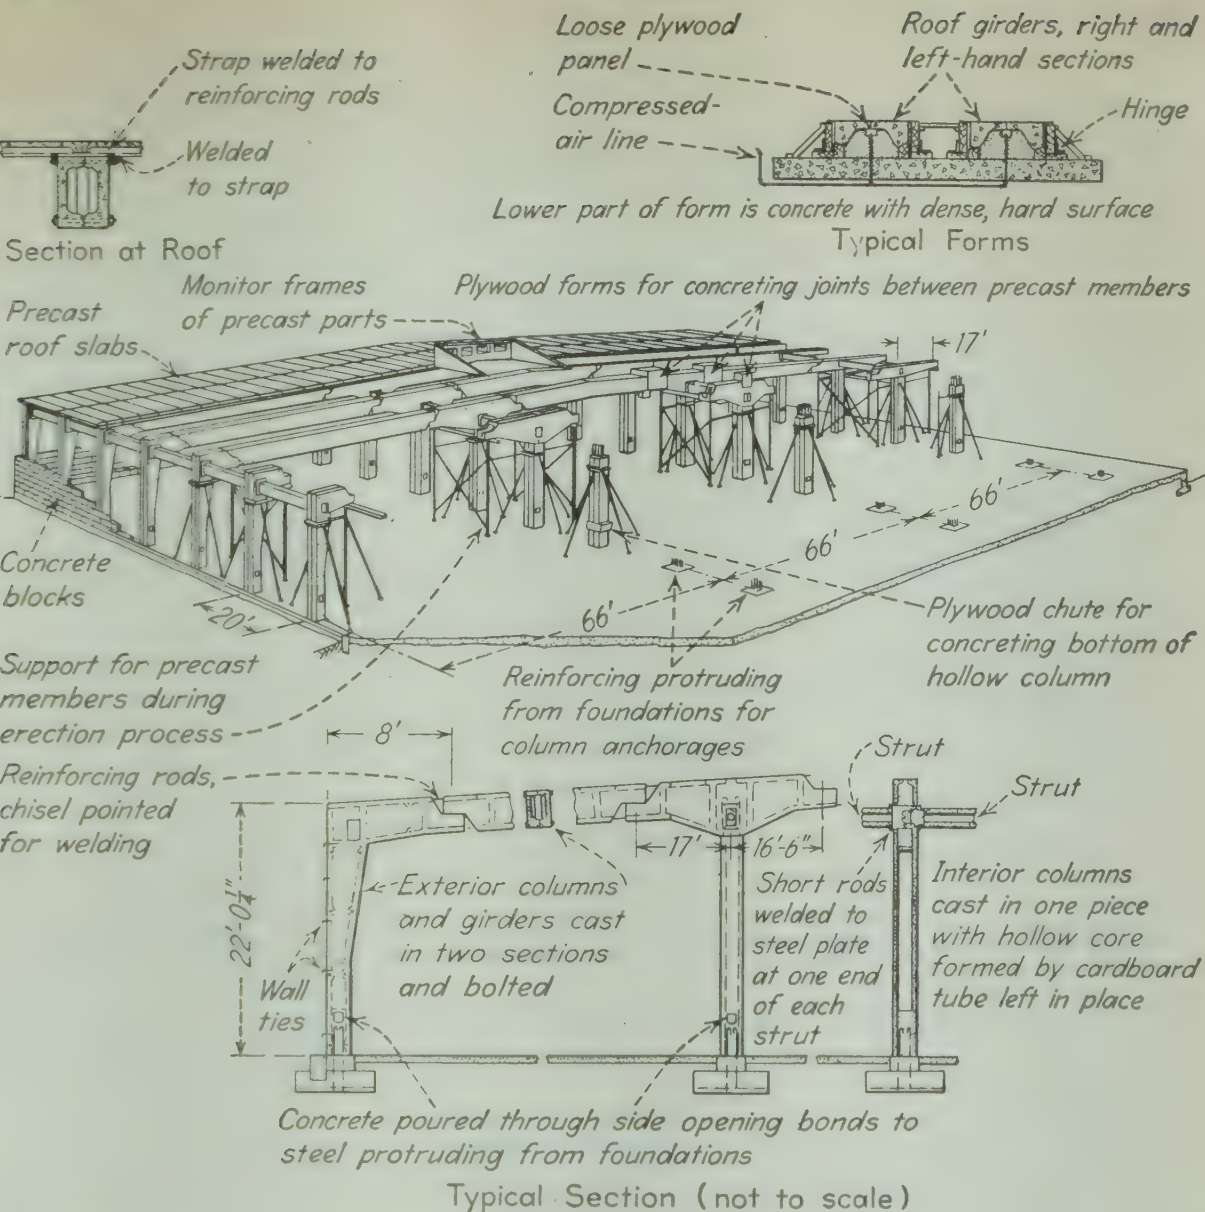 Strap welded to
reinforcing rods
Welded
to strap
Section at Roof
Loose plywood
panel
Compressed-
air line
Roof girders, right and
left-hand sections
Hinge
Lower part of form is concrete with dense, hard surface
Typical Forms
Monitor frames
of precast parts
Plywood forms for concreting joints between precast members
Precast
roof slabs
17'
66'
66'
66'
Concrete
blocks
20'
Support for precast
members during
erection process
Reinforcing protruding
from foundations for
column anchorages
Plywood chute for
concreting bottom of
hollow column
8'
Reinforcing rods,
chisel pointed
for welding
22'-0¼"
Wall
ties
Exterior columns
and girders cast
in two sections
and bolted
17'
16'-6"
Short rods
welded to
steel plate
at one end
of each
strut
Strut
Strut
Interior columns
cast in one piece
with hollow core
formed by cardboard
tube left in place
Concrete poured through side opening bonds to
steel protruding from foundations
Typical Section (not to scale)